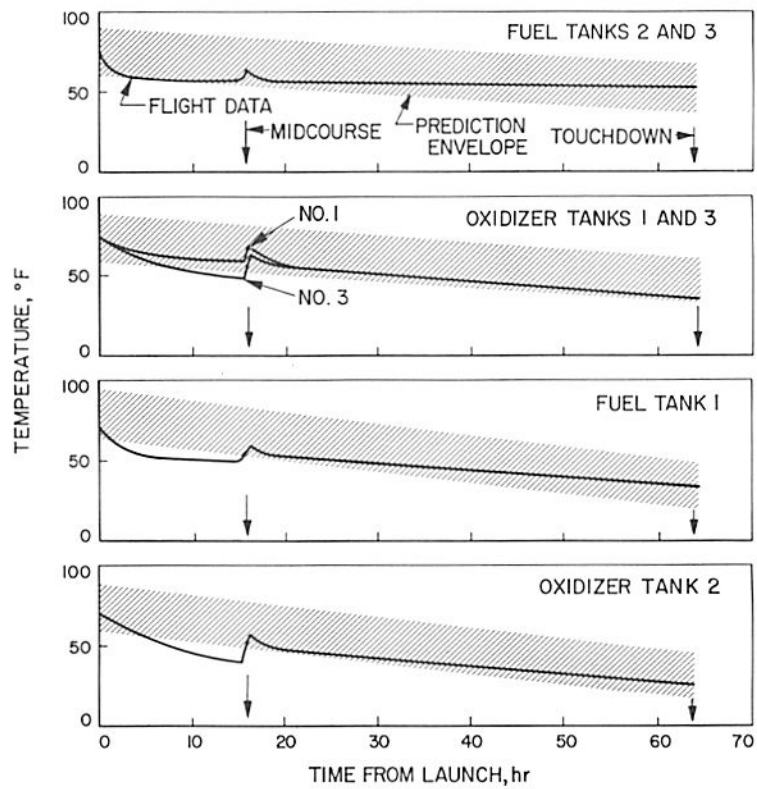 TEMPERATURE, °F
100
50
0
FUEL TANKS 2 AND 3
FLIGHT DATA
MIDCOURSE
PREDICTION
ENVELOPE
TOUCHDOWN
100
50
0
OXIDIZER TANKS 1 AND 3
NO. 1
NO. 3
100
50
0
FUEL TANK 1
100
50
0
OXIDIZER TANK 2
0 10 20 30 40 50 60 70
TIME FROM LAUNCH, hr